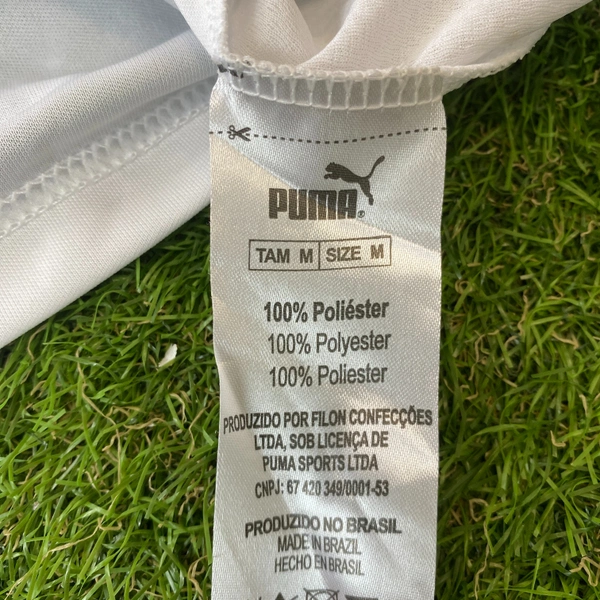 PUMA®
TAM M SIZE M
100% Poliéster
100% Polyester
100% Poliester
PRODUZIDO POR FILON CONFECÇÕES
LTDA, SOB LICENÇA DE
PUMA SPORTS LTDA
CNPJ: 67 420 349/0001-53
PRODUZIDO NO BRASIL
MADE IN BRAZIL
HECHO EN BRASIL